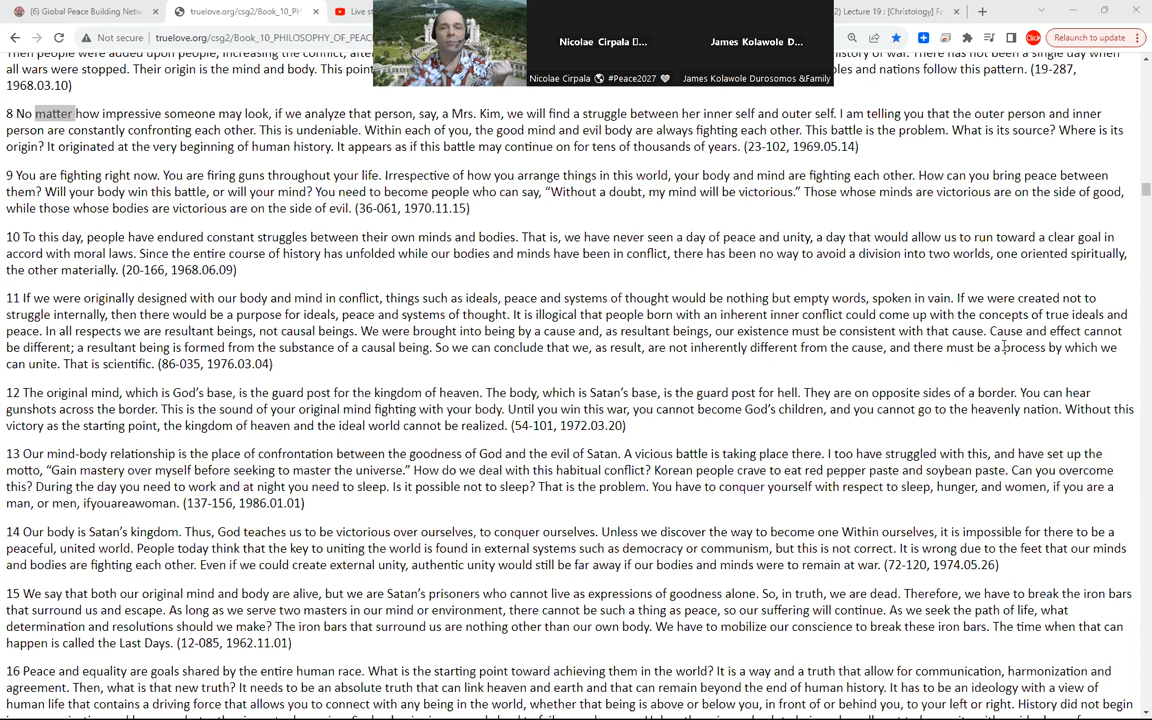 (6) Global Peace Building Netw
truelove.org/csg2/Book_10_PHIL
Live st
) Lecture 19 : [Christology] Fa
Not secure
truelove.org/csg2/Book_10_PHILOSOPHY_OF_PEAC
Click
Relaunch to update
Nicolae Cirpala
James Kolawole D...
Nicolae Cirpala #Peace2027
James Kolawole Durosomos &Family
Then people were added upon people, increasing the conflict, afte
istory of war. There has not been a single day when
all wars were stopped. Their origin is the mind and body. This point
ples and nations follow this pattern. (19-287,
1968.03.10)
8 No matter how impressive someone may look, if we analyze that person, say, a Mrs. Kim, we will find a struggle between her inner self and outer self. I am telling you that the outer person and inner
person are constantly confronting each other. This is undeniable. Within each of you, the good mind and evil body are always fighting each other. This battle is the problem. What is its source? Where is its
origin? It originated at the very beginning of human history. It appears as if this battle may continue on for tens of thousands of years. (23-102, 1969.05.14)
9 You are fighting right now. You are firing guns throughout your life. Irrespective of how you arrange things in this world, your body and mind are fighting each other. How can you bring peace between
them? Will your body win this battle, or will your mind? You need to become people who can say, “Without a doubt, my mind will be victorious.” Those whose minds are victorious are on the side of good,
while those whose bodies are victorious are on the side of evil. (36-061, 1970.11.15)
10 To this day, people have endured constant struggles between their own minds and bodies. That is, we have never seen a day of peace and unity, a day that would allow us to run toward a clear goal in
accord with moral laws. Since the entire course of history has unfolded while our bodies and minds have been in conflict, there has been no way to avoid a division into two worlds, one oriented spiritually,
the other materially. (20-166, 1968.06.09)
11 If we were originally designed with our body and mind in conflict, things such as ideals, peace and systems of thought would be nothing but empty words, spoken in vain. If we were created not to
struggle internally, then there would be a purpose for ideals, peace and systems of thought. It is illogical that people born with an inherent inner conflict could come up with the concepts of true ideals and
peace. In all respects we are resultant beings, not causal beings. We were brought into being by a cause and, as resultant beings, our existence must be consistent with that cause. Cause and effect cannot
be different; a resultant being is formed from the substance of a causal being. So we can conclude that we, as result, are not inherently different from the cause, and there must be a process by which we
can unite. That is scientific. (86-035, 1976.03.04)
12 The original mind, which is God’s base, is the guard post for the kingdom of heaven. The body, which is Satan’s base, is the guard post for hell. They are on opposite sides of a border. You can hear
gunshots across the border. This is the sound of your original mind fighting with your body. Until you win this war, you cannot become God’s children, and you cannot go to the heavenly nation. Without this
victory as the starting point, the kingdom of heaven and the ideal world cannot be realized. (54-101, 1972.03.20)
13 Our mind-body relationship is the place of confrontation between the goodness of God and the evil of Satan. A vicious battle is taking place there. I too have struggled with this, and have set up the
motto, “Gain mastery over myself before seeking to master the universe.” How do we deal with this habitual conflict? Korean people crave to eat red pepper paste and soybean paste. Can you overcome
this? During the day you need to work and at night you need to sleep. Is it possible not to sleep? That is the problem. You have to conquer yourself with respect to sleep, hunger, and women, if you are a
man, or men, ifyouareawoman. (137-156, 1986.01.01)
14 Our body is Satan’s kingdom. Thus, God teaches us to be victorious over ourselves, to conquer ourselves. Unless we discover the way to become one Within ourselves, it is impossible for there to be a
peaceful, united world. People today think that the key to uniting the world is found in external systems such as democracy or communism, but this is not correct. It is wrong due to the feet that our minds
and bodies are fighting each other. Even if we could create external unity, authentic unity would still be far away if our bodies and minds were to remain at war. (72-120, 1974.05.26)
15 We say that both our original mind and body are alive, but we are Satan’s prisoners who cannot live as expressions of goodness alone. So, in truth, we are dead. Therefore, we have to break the iron bars
that surround us and escape. As long as we serve two masters in our mind or environment, there cannot be such a thing as peace, so our suffering will continue. As we seek the path of life, what
determination and resolutions should we make? The iron bars that surround us are nothing other than our own body. We have to mobilize our conscience to break these iron bars. The time when that can
happen is called the Last Days. (12-085, 1962.11.01)
16 Peace and equality are goals shared by the entire human race. What is the starting point toward achieving them in the world? It is a way and a truth that allow for communication, harmonization and
agreement. Then, what is that new truth? It needs to be an absolute truth that can link heaven and earth and that can remain beyond the end of human history. It has to be an ideology with a view of
human life that contains a driving force that allows you to connect with any being in the world, whether that being is above or below you, in front of or behind you, to your left or right. History did not begin